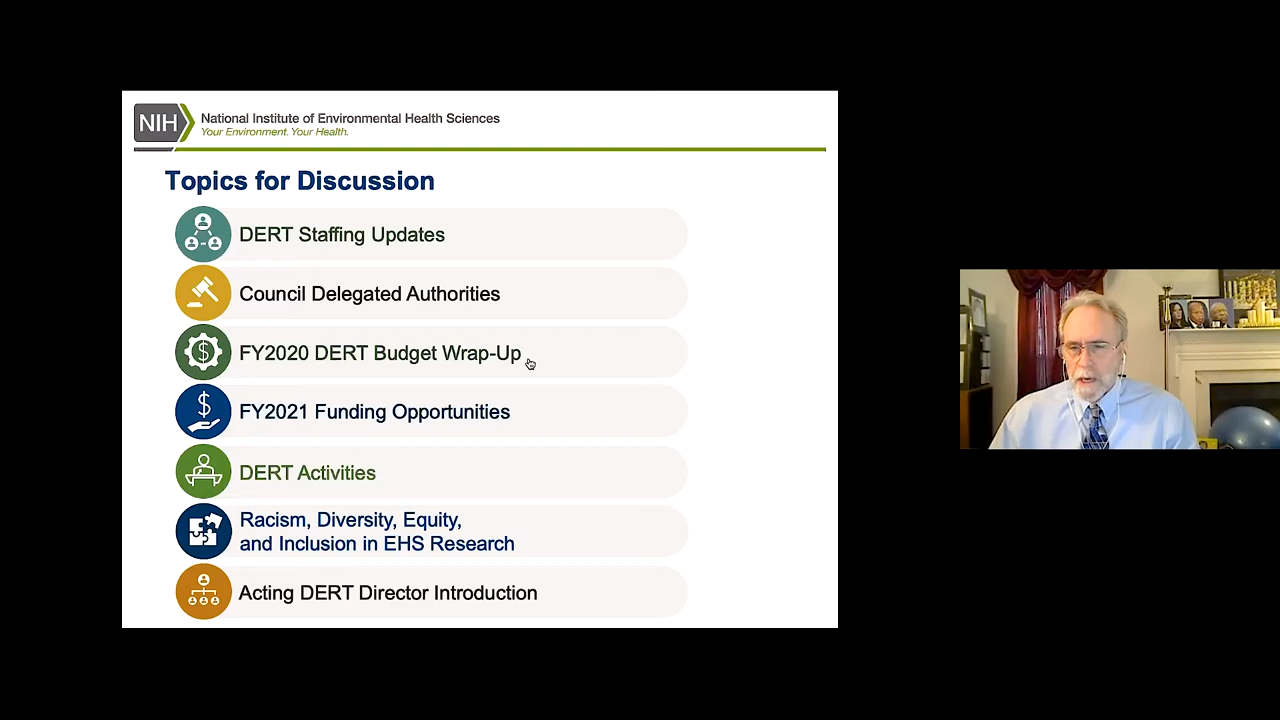 NIH
National Institute of Environmental Health Sciences
Your Environment. Your Health.
Topics for Discussion
DERT Staffing Updates
Council Delegated Authorities
$
FY2020 DERT Budget Wrap-Up
$
FY2021 Funding Opportunities
DERT Activities
Racism, Diversity, Equity,
and Inclusion in EHS Research
Acting DERT Director Introduction